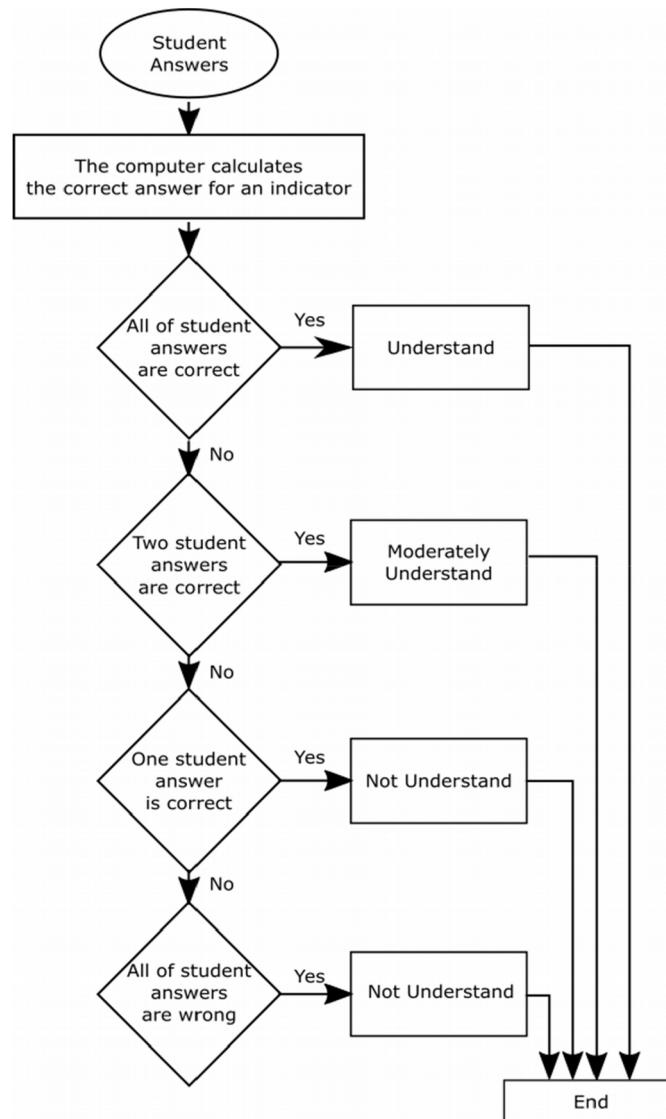 Student
Answers
The computer calculates
the correct answer for an indicator
All of student
answers
are correct
Yes
Understand
No
Two student
answers
are correct
Yes
Moderately
Understand
No
One student
answer
is correct
Yes
Not Understand
No
All of student
answers
are wrong
Yes
Not Understand
End